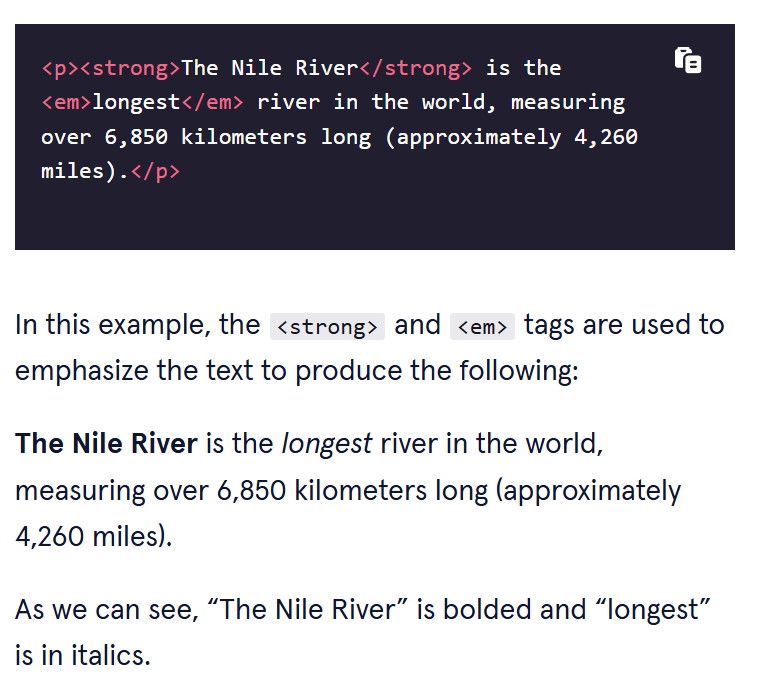 <p><strong>The Nile River</strong> is the
<em>longest</em> river in the world, measuring
over 6,850 kilometers long (approximately 4,260
miles).</p>
In this example, the <strong> and <em> tags are used to
emphasize the text to produce the following:
The Nile River is the longest river in the world,
measuring over 6,850 kilometers long (approximately
4,260 miles).
As we can see, “The Nile River” is bolded and “longest”
is in italics.